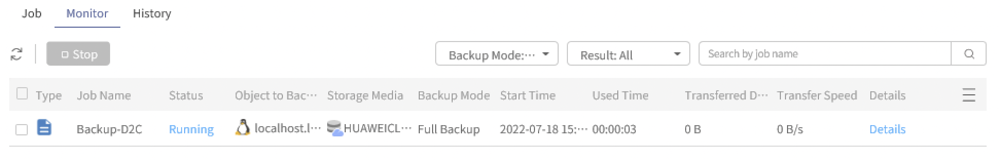 Job Monitor History
Stop Backup Mode:⋯ Result: All Search by job name
Type Job Name Status Object to Bac⋯ Storage Media Backup Mode Start Time Used Time Transferred D⋯ Transfer Speed Details
Backup-D2C Running localhost.l⋯ HUAWEICL⋯ Full Backup 2022-07-18 15:⋯ 00:00:03 0 B 0 B/s Details